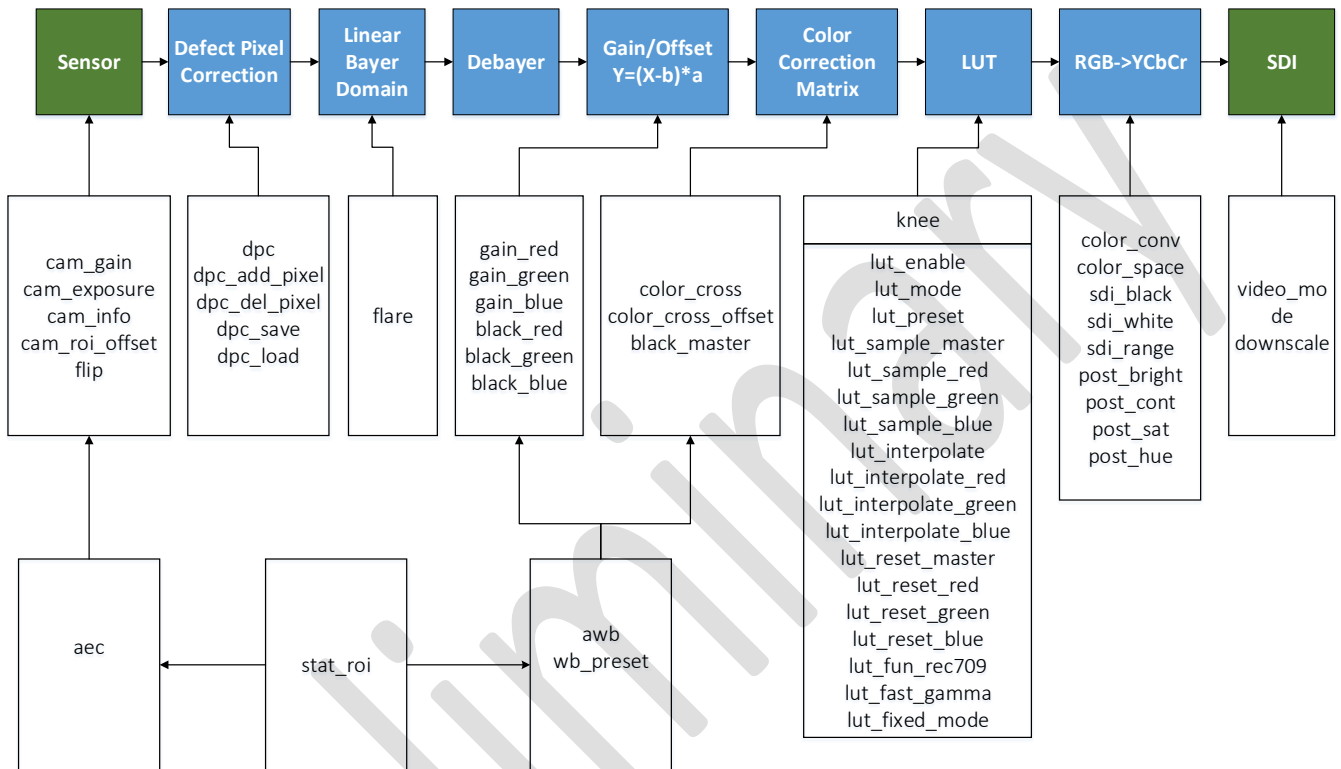 Sensor
Defect Pixel
Correction
Linear
Bayer
Domain
Debayer
Gain/Offset
Y=(X-b)*a
Color
Correction
Matrix
LUT
RGB->YCbCr
SDI
cam_gain
cam_exposure
cam_info
cam_roi_offset
flip
dpc
dpc_add_pixel
dpc_del_pixel
dpc_save
dpc_load
flare
gain_red
gain_green
gain_blue
black_red
black_green
black_blue
color_cross
color_cross_offset
black_master
knee
lut_enable
lut_mode
lut_preset
lut_sample_master
lut_sample_red
lut_sample_green
lut_sample_blue
lut_interpolate
lut_interpolate_red
lut_interpolate_green
lut_interpolate_blue
lut_reset_master
lut_reset_red
lut_reset_green
lut_reset_blue
lut_fun_rec709
lut_fast_gamma
lut_fixed_mode
color_conv
color_space
sdi_black
sdi_white
sdi_range
post_bright
post_cont
post_sat
post_hue
video_mo
de
downscale
aec
stat_roi
awb
wb_preset
liminary